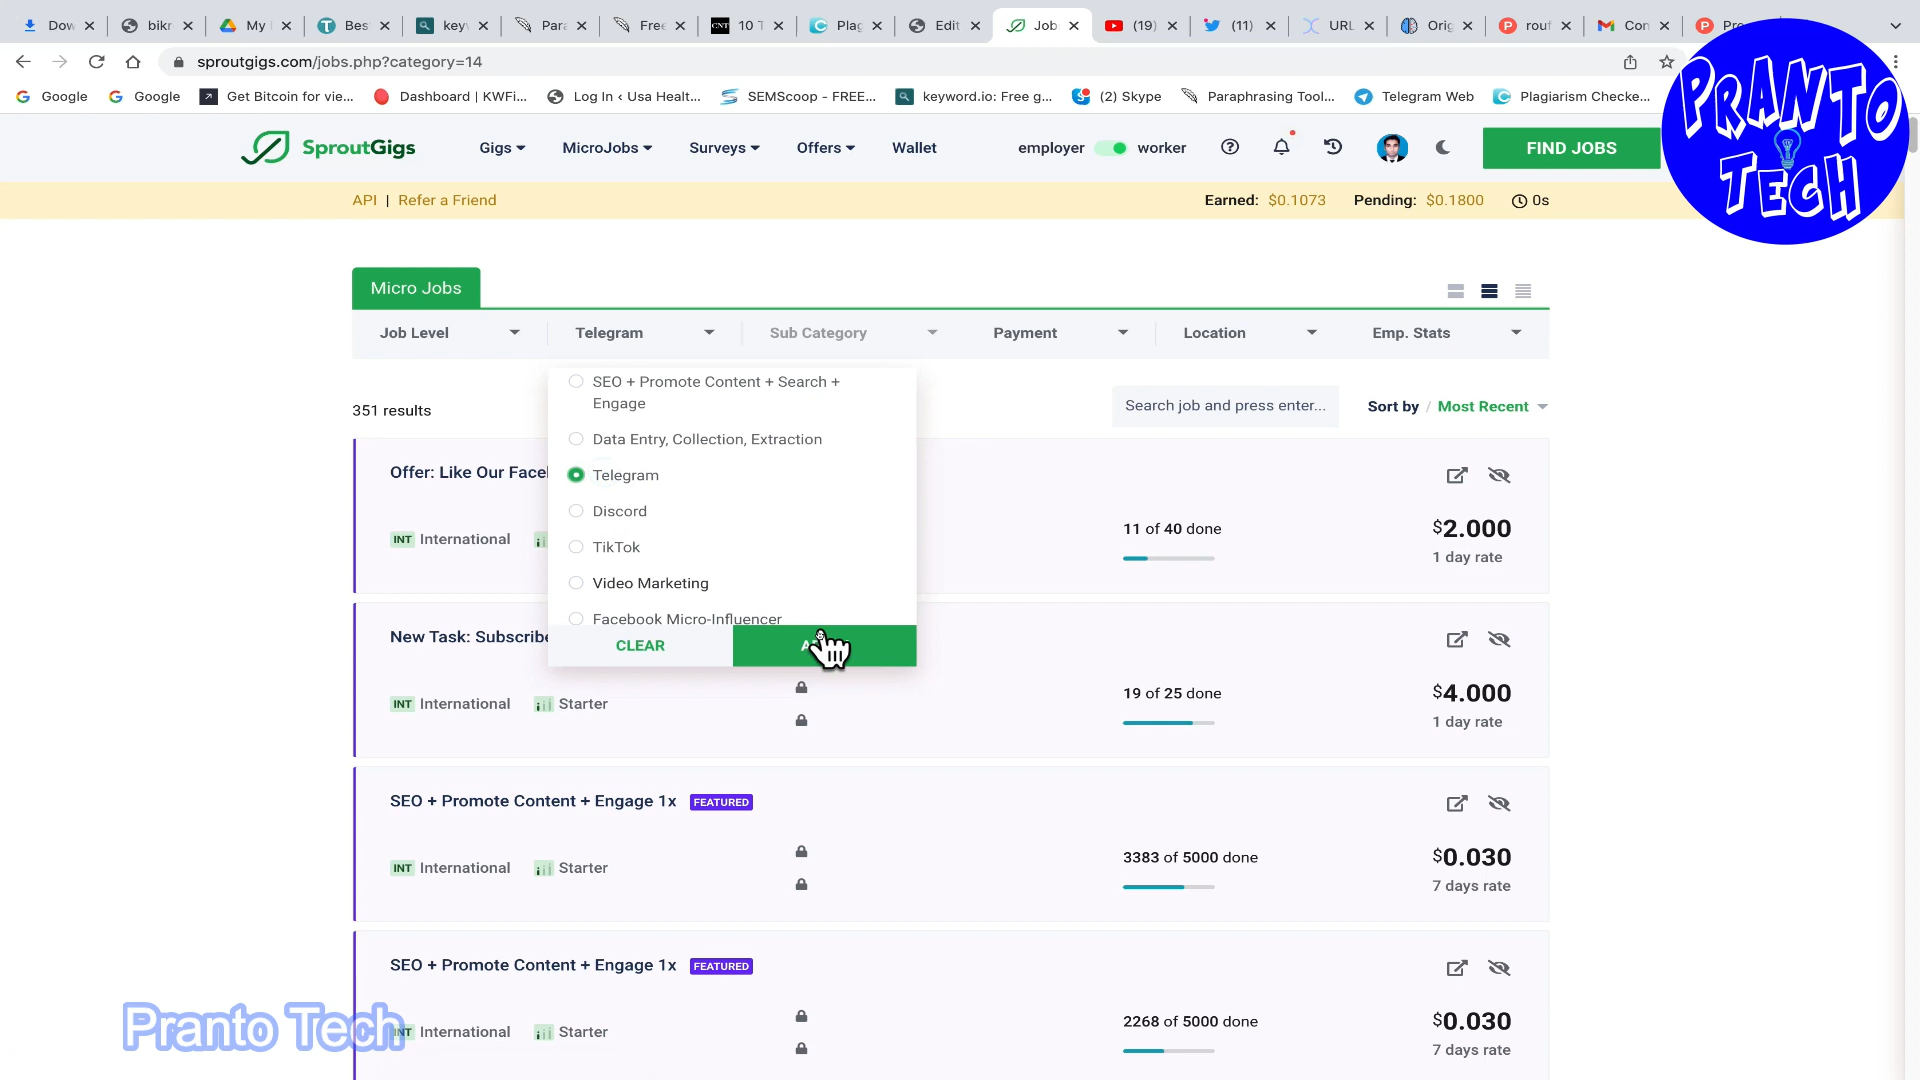 Dow
bikr
My
Bes
key
Para
Free
10 T
Plag
Edit
Job
(19)
(11)
URL
Orig
rouf
Con
Pro
sproutgigs.com/jobs.php?category=14
Google
Google
Get Bitcoin for vie...
Dashboard | KWFi...
Log In ‹ Usa Healt...
SEMScoop - FREE...
keyword.io: Free g...
(2) Skype
Paraphrasing Tool...
Telegram Web
Plagiarism Checke...
PRANTO
TECH
SproutGigs
Gigs
MicroJobs
Surveys
Offers
Wallet
employer
worker
FIND JOBS
API | Refer a Friend
Earned: $0.1073
Pending: $0.1800
0s
Micro Jobs
Job Level
Telegram
Sub Category
Payment
Location
Emp. Stats
351 results
Search job and press enter...
Sort by / Most Recent
SEO + Promote Content + Search +
Engage
Data Entry, Collection, Extraction
Telegram
Discord
TikTok
Video Marketing
Facebook Micro-Influencer
CLEAR
Offer: Like Our Facel
INT International
11 of 40 done
$2.000
1 day rate
New Task: Subscribe
INT International
Starter
19 of 25 done
$4.000
1 day rate
SEO + Promote Content + Engage 1x FEATURED
INT International
Starter
3383 of 5000 done
$0.030
7 days rate
SEO + Promote Content + Engage 1x FEATURED
INT International
Starter
2268 of 5000 done
$0.030
7 days rate
Pranto Tech